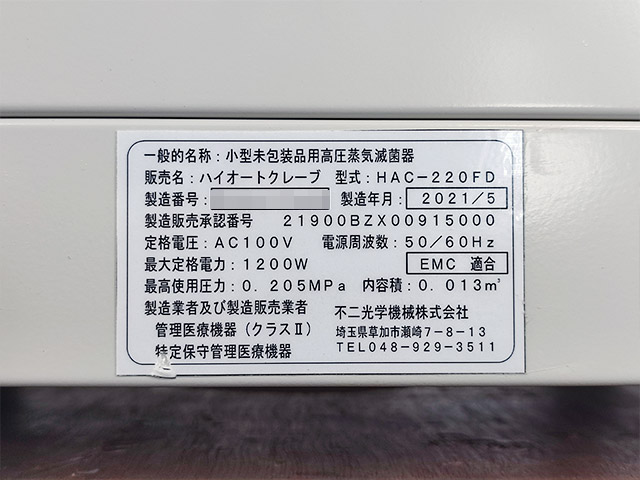 一般的名称：小型未包装品用高圧蒸気滅菌器
販売名：ハイオートクレーブ 型式：HAC-220FD
製造番号： 製造年月：2021/5
製造販売承認番号 21900BZX00915000
定格電圧：AC100V 電源周波数：50/60Hz
最大定格電力：1200W EMC 適合
最高使用圧力：0.205MPa 内容積：0.013㎥
製造業者及び製造販売業者 不二光学機械株式会社
管理医療機器（クラスⅡ） 埼玉県草加市瀬崎7-8-13
特定保守管理医療機器 TEL048-929-3511